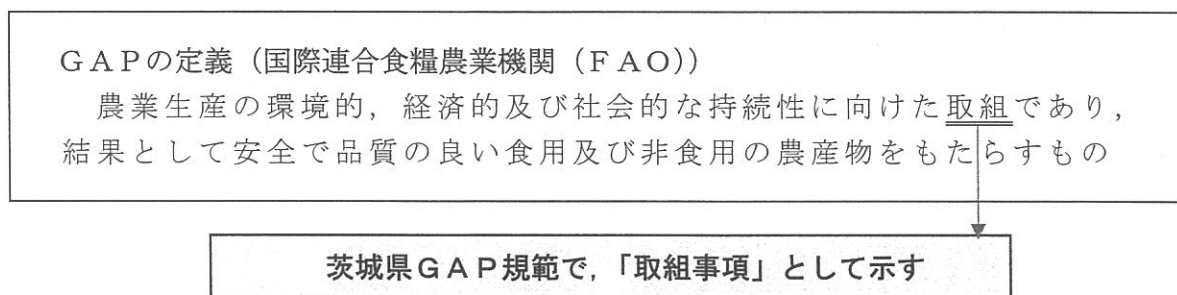 ＧＡＰの定義（国際連合食糧農業機関（ＦＡＯ））
農業生産の環境的，経済的及び社会的な持続性に向けた取組であり，
結果として安全で品質の良い食用及び非食用の農産物をもたらすもの
茨城県ＧＡＰ規範で，「取組事項」として示す